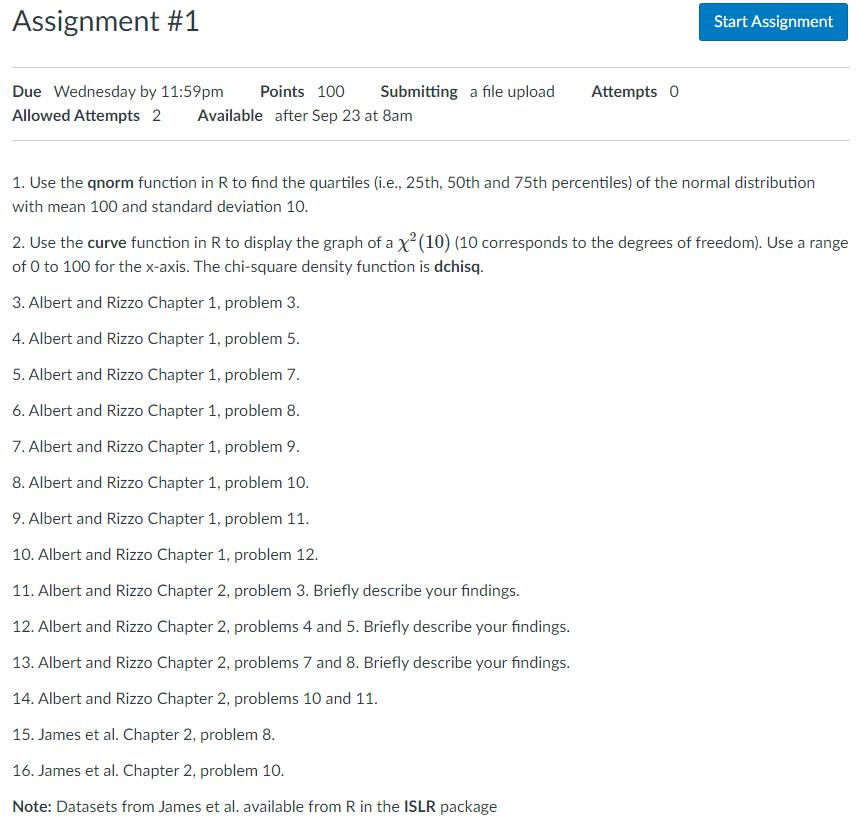 Assignment #1
Start Assignment
Due Wednesday by 11:59pm Points 100 Submitting a file upload Attempts 0
Allowed Attempts 2 Available after Sep 23 at 8am
1. Use the qnorm function in R to find the quartiles (i.e., 25th, 50th and 75th percentiles) of the normal distribution
with mean 100 and standard deviation 10.
2. Use the curve function in R to display the graph of a χ²(10) (10 corresponds to the degrees of freedom). Use a range
of 0 to 100 for the x-axis. The chi-square density function is dchisq.
3. Albert and Rizzo Chapter 1, problem 3.
4. Albert and Rizzo Chapter 1, problem 5.
5. Albert and Rizzo Chapter 1, problem 7.
6. Albert and Rizzo Chapter 1, problem 8.
7. Albert and Rizzo Chapter 1, problem 9.
8. Albert and Rizzo Chapter 1, problem 10.
9. Albert and Rizzo Chapter 1, problem 11.
10. Albert and Rizzo Chapter 1, problem 12.
11. Albert and Rizzo Chapter 2, problem 3. Briefly describe your findings.
12. Albert and Rizzo Chapter 2, problems 4 and 5. Briefly describe your findings.
13. Albert and Rizzo Chapter 2, problems 7 and 8. Briefly describe your findings.
14. Albert and Rizzo Chapter 2, problems 10 and 11.
15. James et al. Chapter 2, problem 8.
16. James et al. Chapter 2, problem 10.
Note: Datasets from James et al. available from R in the ISLR package